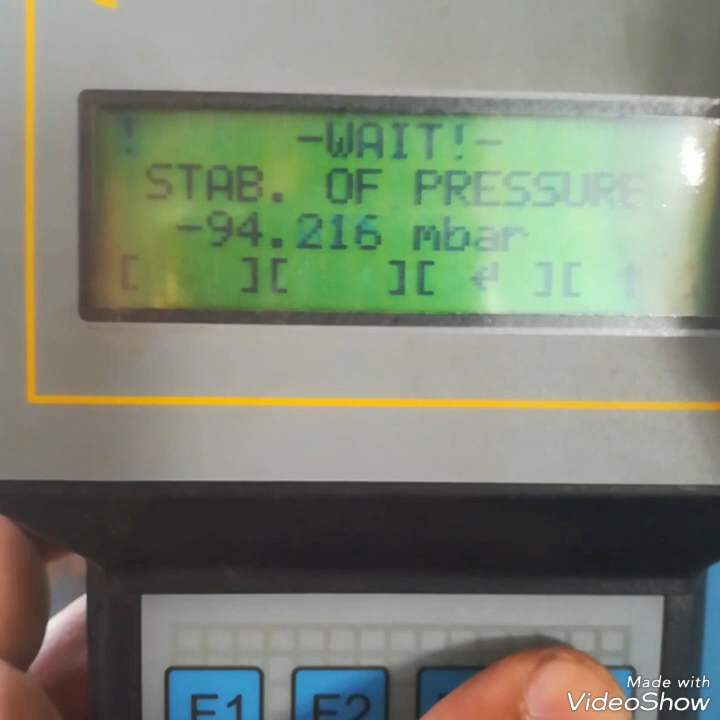 ! -WAIT!-
STAB. OF PRESSURE
-94.216 mbar
[ ][ ][ ↵ ][ ↑
F1 F2
Made with
VideoShow